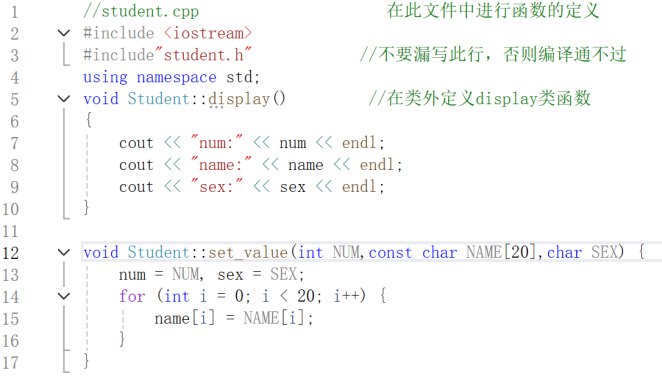 1 //student.cpp 在此文件中进行函数的定义
2 #include <iostream>
3 #include"student.h" //不要漏写此行，否则编译通不过
4 using namespace std;
5 void Student::display() //在类外定义display类函数
6 {
7 cout << "num:" << num << endl;
8 cout << "name:" << name << endl;
9 cout << "sex:" << sex << endl;
10 }
11
12 void Student::set_value(int NUM,const char NAME[20],char SEX) {
13 num = NUM, sex = SEX;
14 for (int i = 0; i < 20; i++) {
15 name[i] = NAME[i];
16 }
17 }